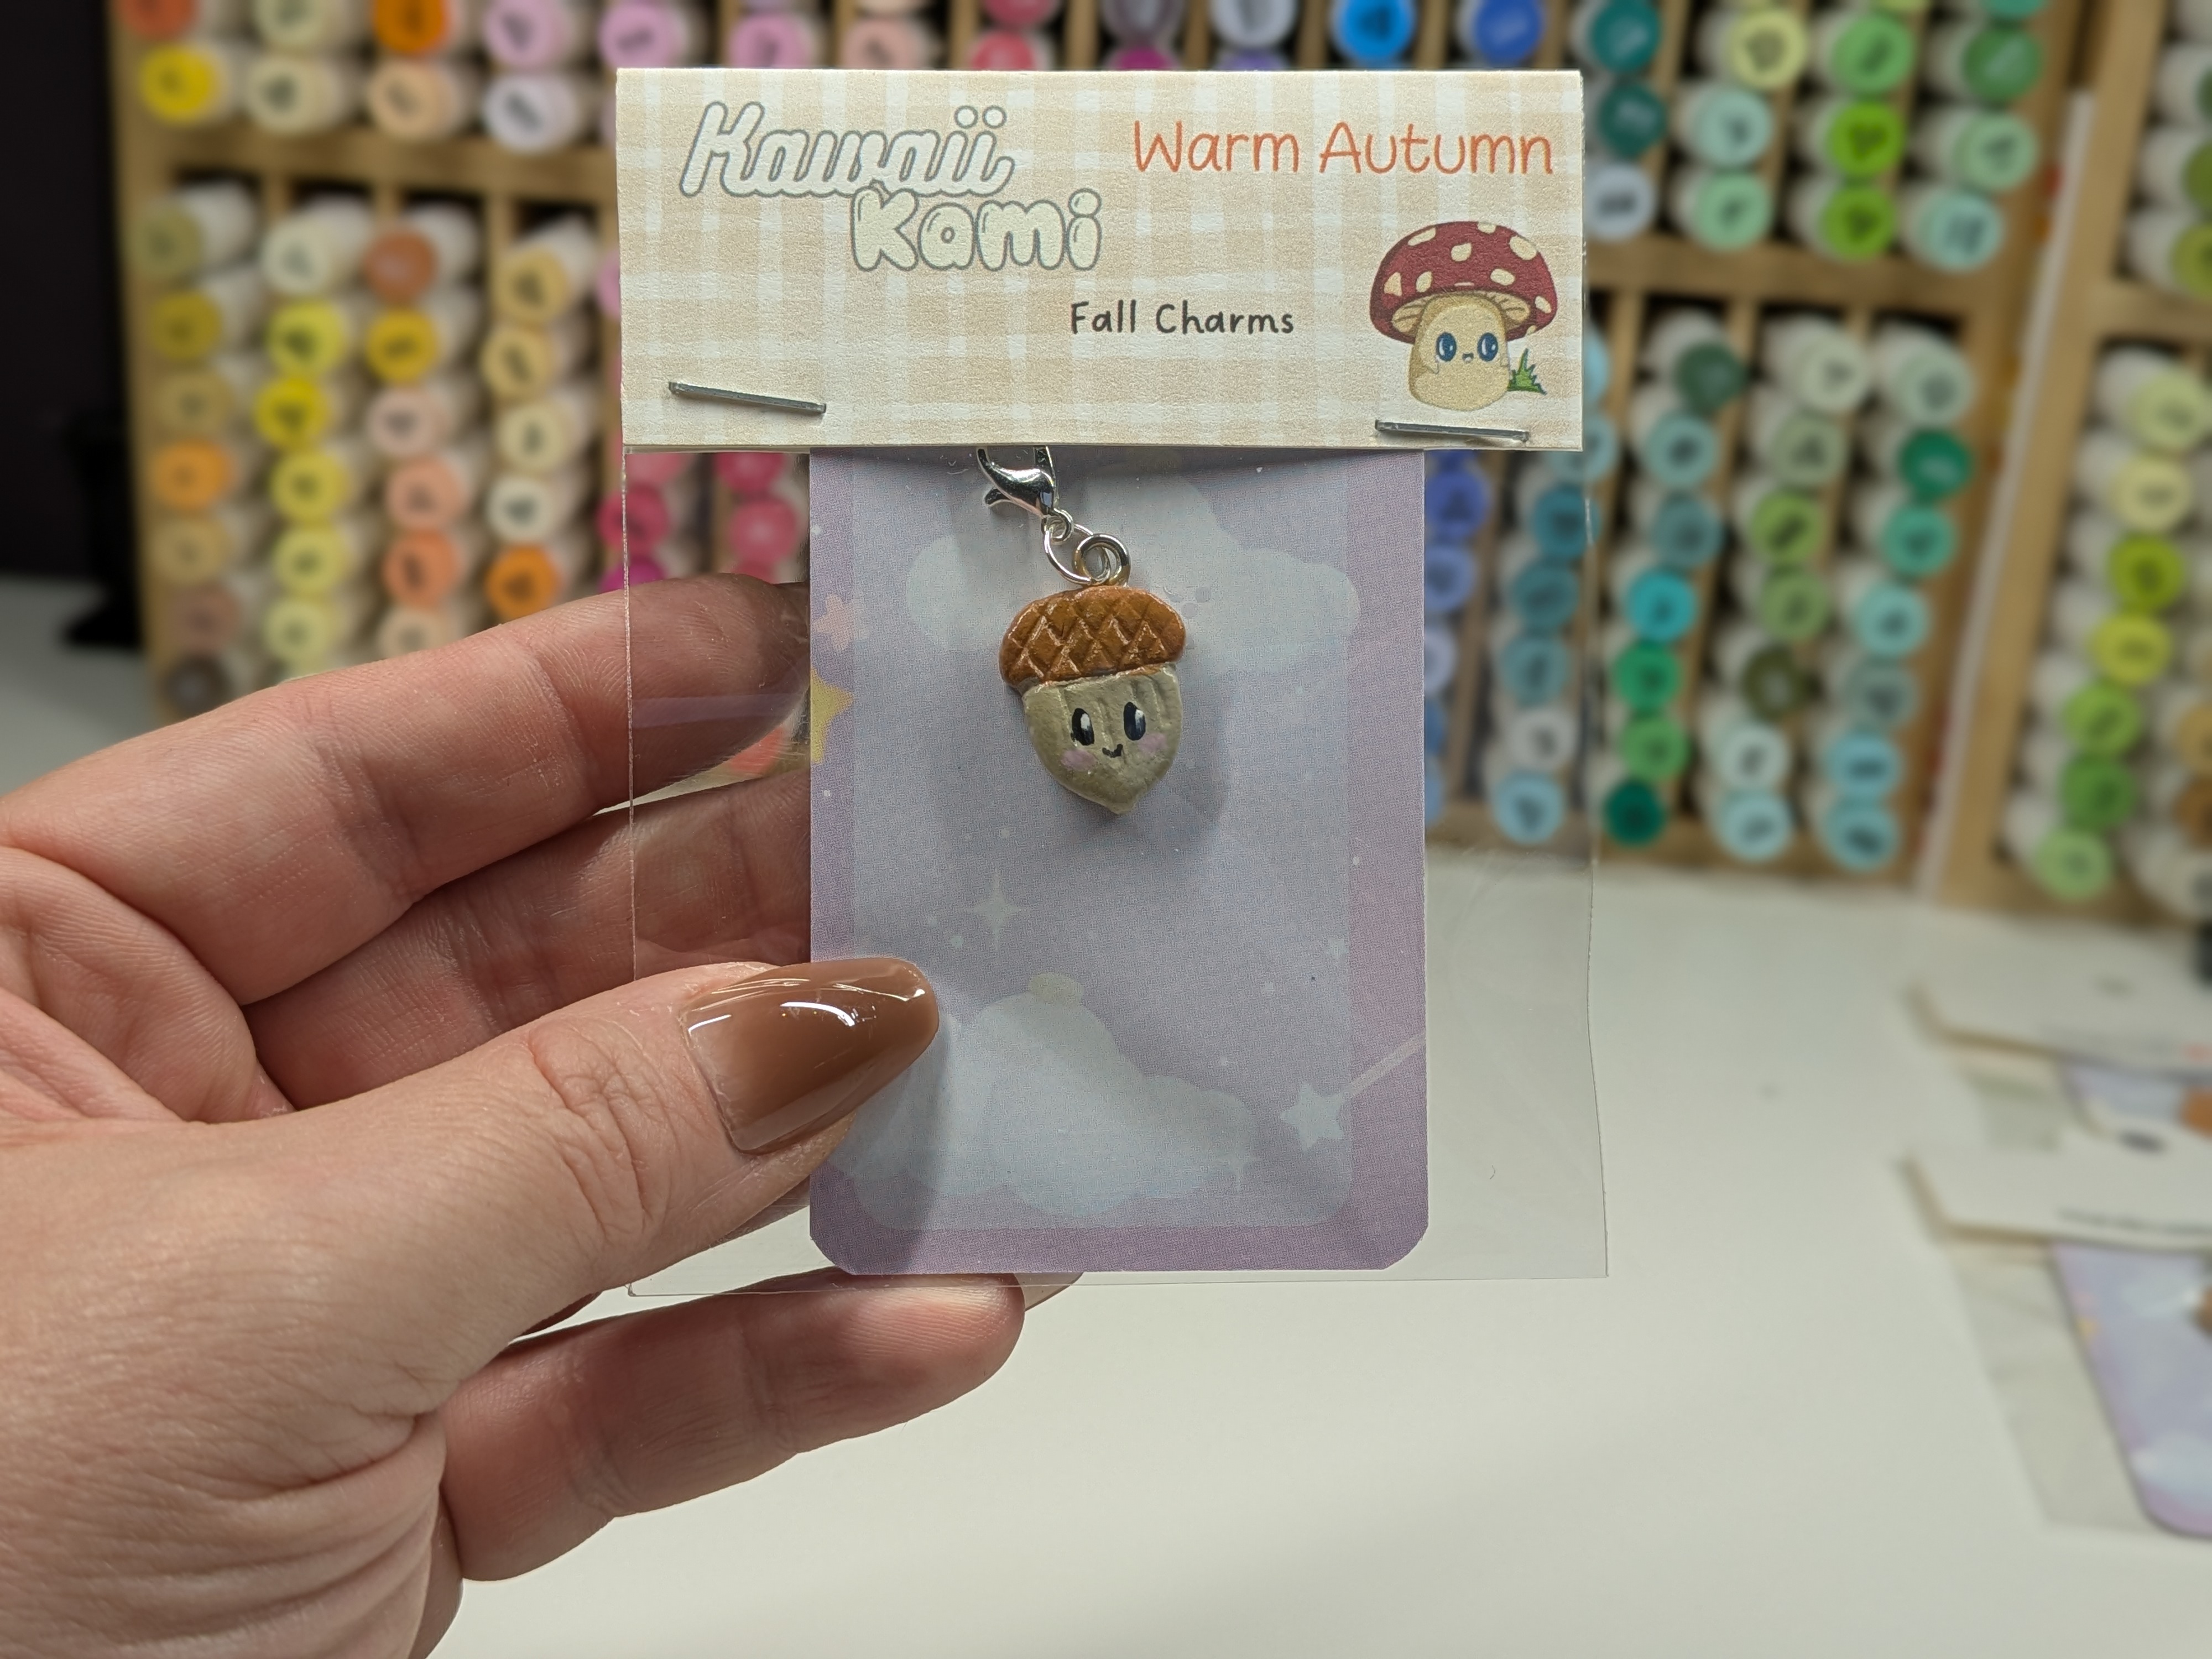 Kawaii
Kami
Warm Autumn
Fall Charms